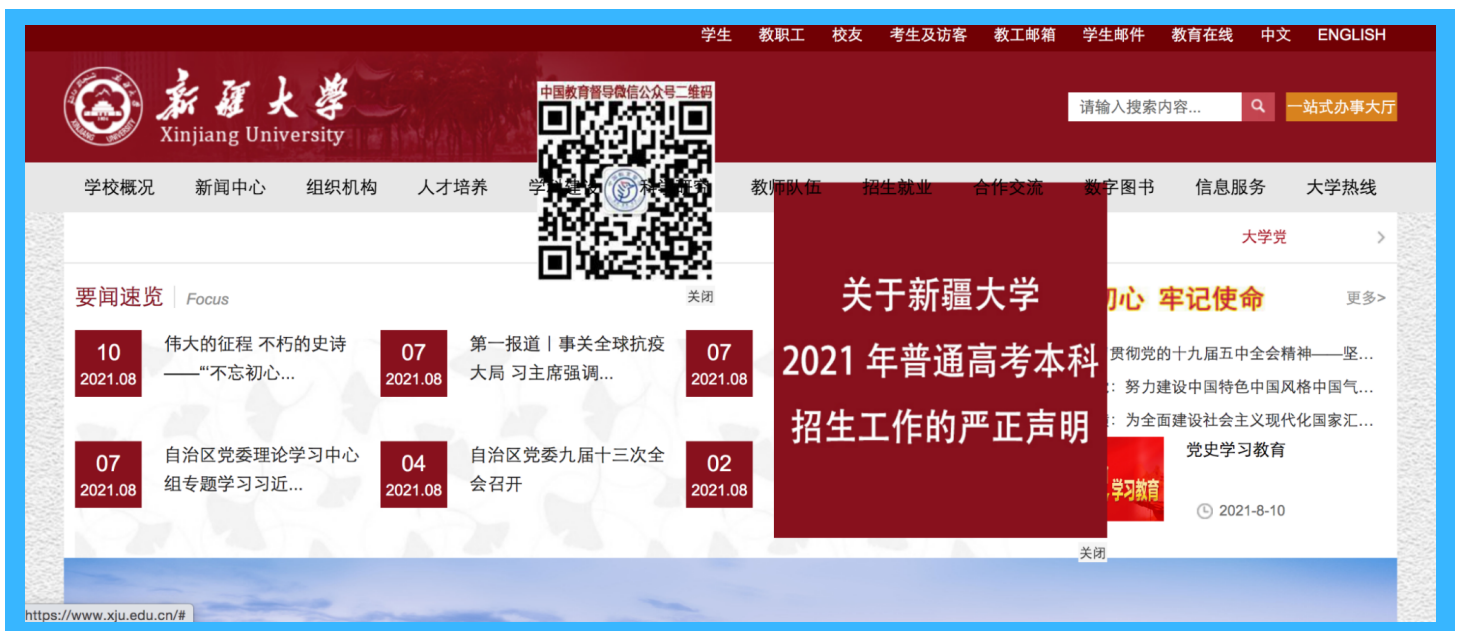 学生 教职工 校友 考生及访客 教工邮箱 学生邮件 教育在线 中文 ENGLISH
新疆大学
Xinjiang University
XINJIANG UNIVERSITY
中国教育督导微信公众号二维码
请输入搜索内容...
一站式办事大厅
学校概况 新闻中心 组织机构 人才培养 学科建设 科学研究 教师队伍 招生就业 合作交流 数字图书 信息服务 大学热线
大学党
关闭
要闻速览 Focus
初心 牢记使命
更多>
10
2021.08
伟大的征程 不朽的史诗
——“不忘初心...
07
2021.08
第一报道丨事关全球抗疫
大局 习主席强调...
07
2021.08
07
2021.08
自治区党委理论学习中心
组专题学习习近...
04
2021.08
自治区党委九届十三次全
会召开
02
2021.08
关于新疆大学
2021 年普通高考本科
招生工作的严正声明
关闭
贯彻党的十九届五中全会精神——坚...
：努力建设中国特色中国风格中国气...
：为全面建设社会主义现代化国家汇...
学习教育
党史学习教育
2021-8-10
https://www.xju.edu.cn/#